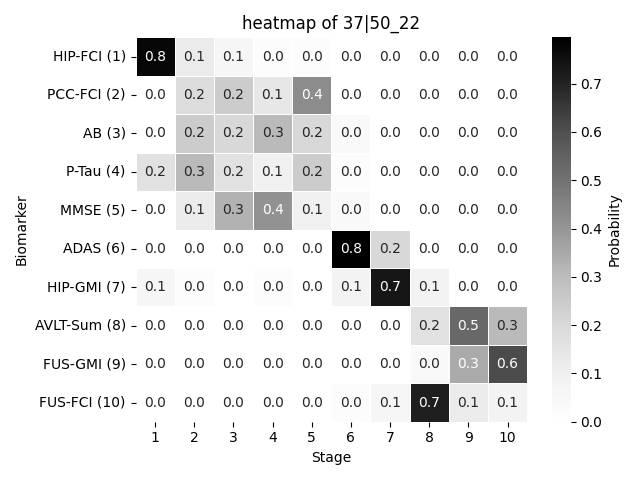 heatmap of 37|50_22
HIP-FCI (1) 0.8 0.1 0.1 0.0 0.0 0.0 0.0 0.0 0.0 0.0
PCC-FCI (2) 0.0 0.2 0.2 0.1 0.4 0.0 0.0 0.0 0.0 0.0
AB (3) 0.0 0.2 0.2 0.3 0.2 0.0 0.0 0.0 0.0 0.0
P-Tau (4) 0.2 0.3 0.2 0.1 0.2 0.0 0.0 0.0 0.0 0.0
MMSE (5) 0.0 0.1 0.3 0.4 0.1 0.0 0.0 0.0 0.0 0.0
ADAS (6) 0.0 0.0 0.0 0.0 0.0 0.8 0.2 0.0 0.0 0.0
HIP-GMI (7) 0.1 0.0 0.0 0.0 0.0 0.1 0.7 0.1 0.0 0.0
AVLT-Sum (8) 0.0 0.0 0.0 0.0 0.0 0.0 0.0 0.2 0.5 0.3
FUS-GMI (9) 0.0 0.0 0.0 0.0 0.0 0.0 0.0 0.0 0.3 0.6
FUS-FCI (10) 0.0 0.0 0.0 0.0 0.0 0.0 0.1 0.7 0.1 0.1
1 2 3 4 5 6 7 8 9 10
Stage
Biomarker
0.7
0.6
0.5
0.4
0.3
0.2
0.1
0.0
Probability